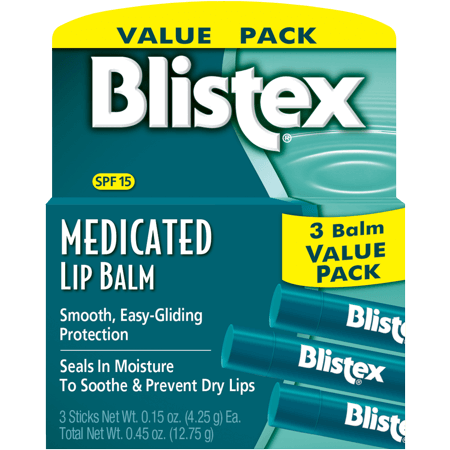 VALUE PACK
Blistex®
SPF 15
MEDICATED
LIP BALM
3 Balm
VALUE
PACK
Smooth, Easy-Gliding
Protection
Seals In Moisture
To Soothe & Prevent Dry Lips
3 Sticks Net Wt. 0.15 oz. (4.25 g) Ea.
Total Net Wt. 0.45 oz. (12.75 g)
Bliste
Blistex
Bliste